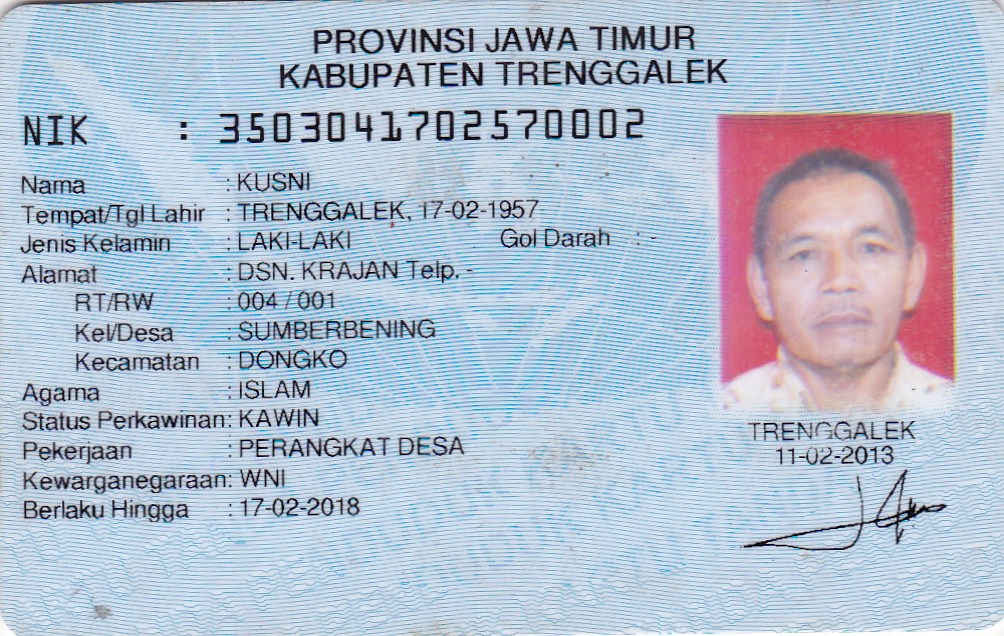 PROVINSI JAWA TIMUR
KABUPATEN TRENGGALEK
NIK : 3503041702570002
Nama : KUSNI
Tempat/Tgl Lahir : TRENGGALEK, 17-02-1957
Jenis Kelamin : LAKI-LAKI Gol Darah : -
Alamat : DSN. KRAJAN Telp. -
RT/RW : 004 / 001
Kel/Desa : SUMBERBENING
Kecamatan : DONGKO
Agama : ISLAM
Status Perkawinan: KAWIN
Pekerjaan : PERANGKAT DESA
Kewarganegaraan: WNI
Berlaku Hingga : 17-02-2018
TRENGGALEK
11-02-2013